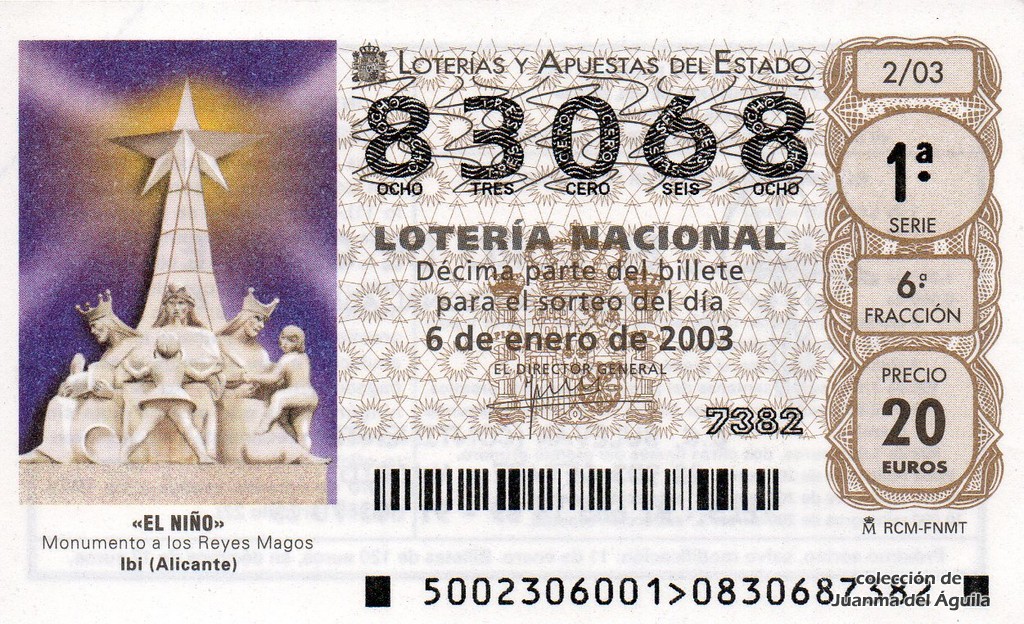 LOTERÍAS Y APUESTAS DEL ESTADO
83068
OCHO TRES CERO SEIS OCHO
LOTERÍA NACIONAL
Décima parte del billete
para el sorteo del día
6 de enero de 2003
EL DIRECTOR GENERAL
7382
2/03
1ª
SERIE
6ª
FRACCIÓN
PRECIO
20
EUROS
RCM-FNMT
«EL NIÑO»
Monumento a los Reyes Magos
Ibi (Alicante)
5002306001>0830687382
colección de
Juanma del Águila